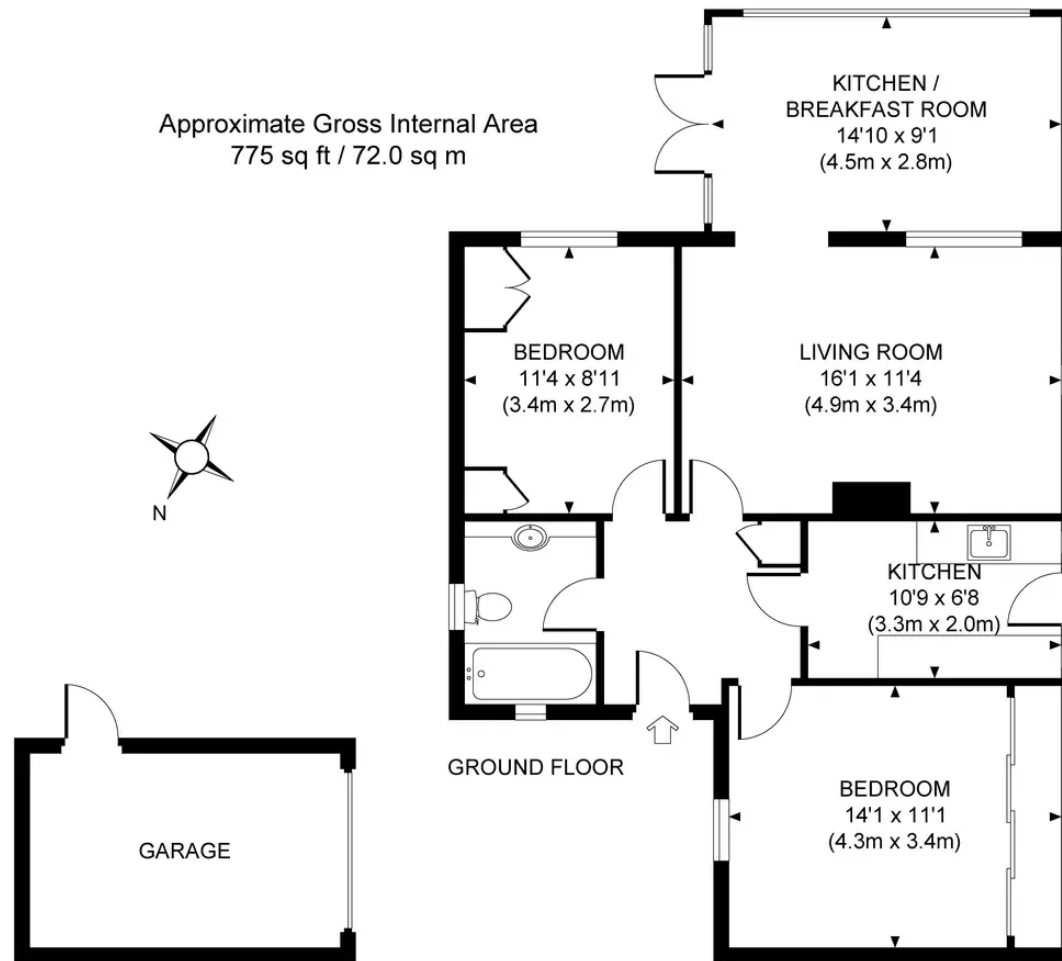 Approximate Gross Internal Area
775 sq ft / 72.0 sq m
KITCHEN /
BREAKFAST ROOM
14'10 x 9'1
(4.5m x 2.8m)
BEDROOM
11'4 x 8'11
(3.4m x 2.7m)
LIVING ROOM
16'1 x 11'4
(4.9m x 3.4m)
N
KITCHEN
10'9 x 6'8
(3.3m x 2.0m)
GROUND FLOOR
BEDROOM
14'1 x 11'1
(4.3m x 3.4m)
GARAGE